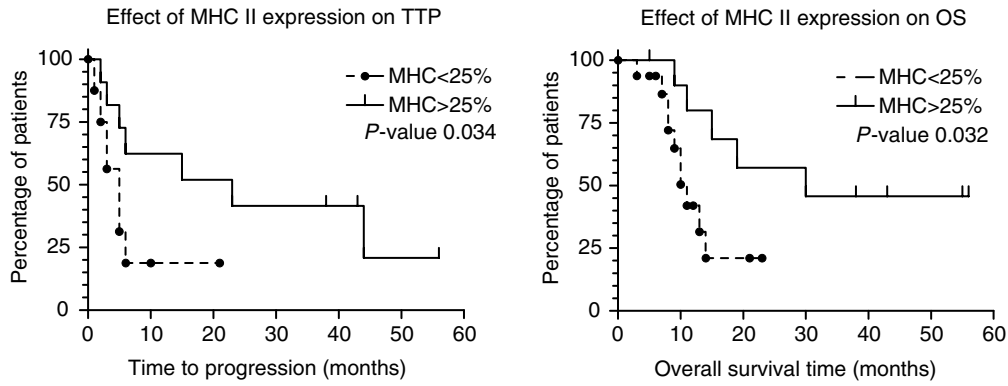 Effect of MHC II expression on TTP
Percentage of patients
100
75
50
25
0
MHC<25%
MHC>25%
P-value 0.034
0 10 20 30 40 50 60
Time to progression (months)
Effect of MHC II expression on OS
Percentage of patients
100
75
50
25
0
MHC<25%
MHC>25%
P-value 0.032
0 10 20 30 40 50 60
Overall survival time (months)